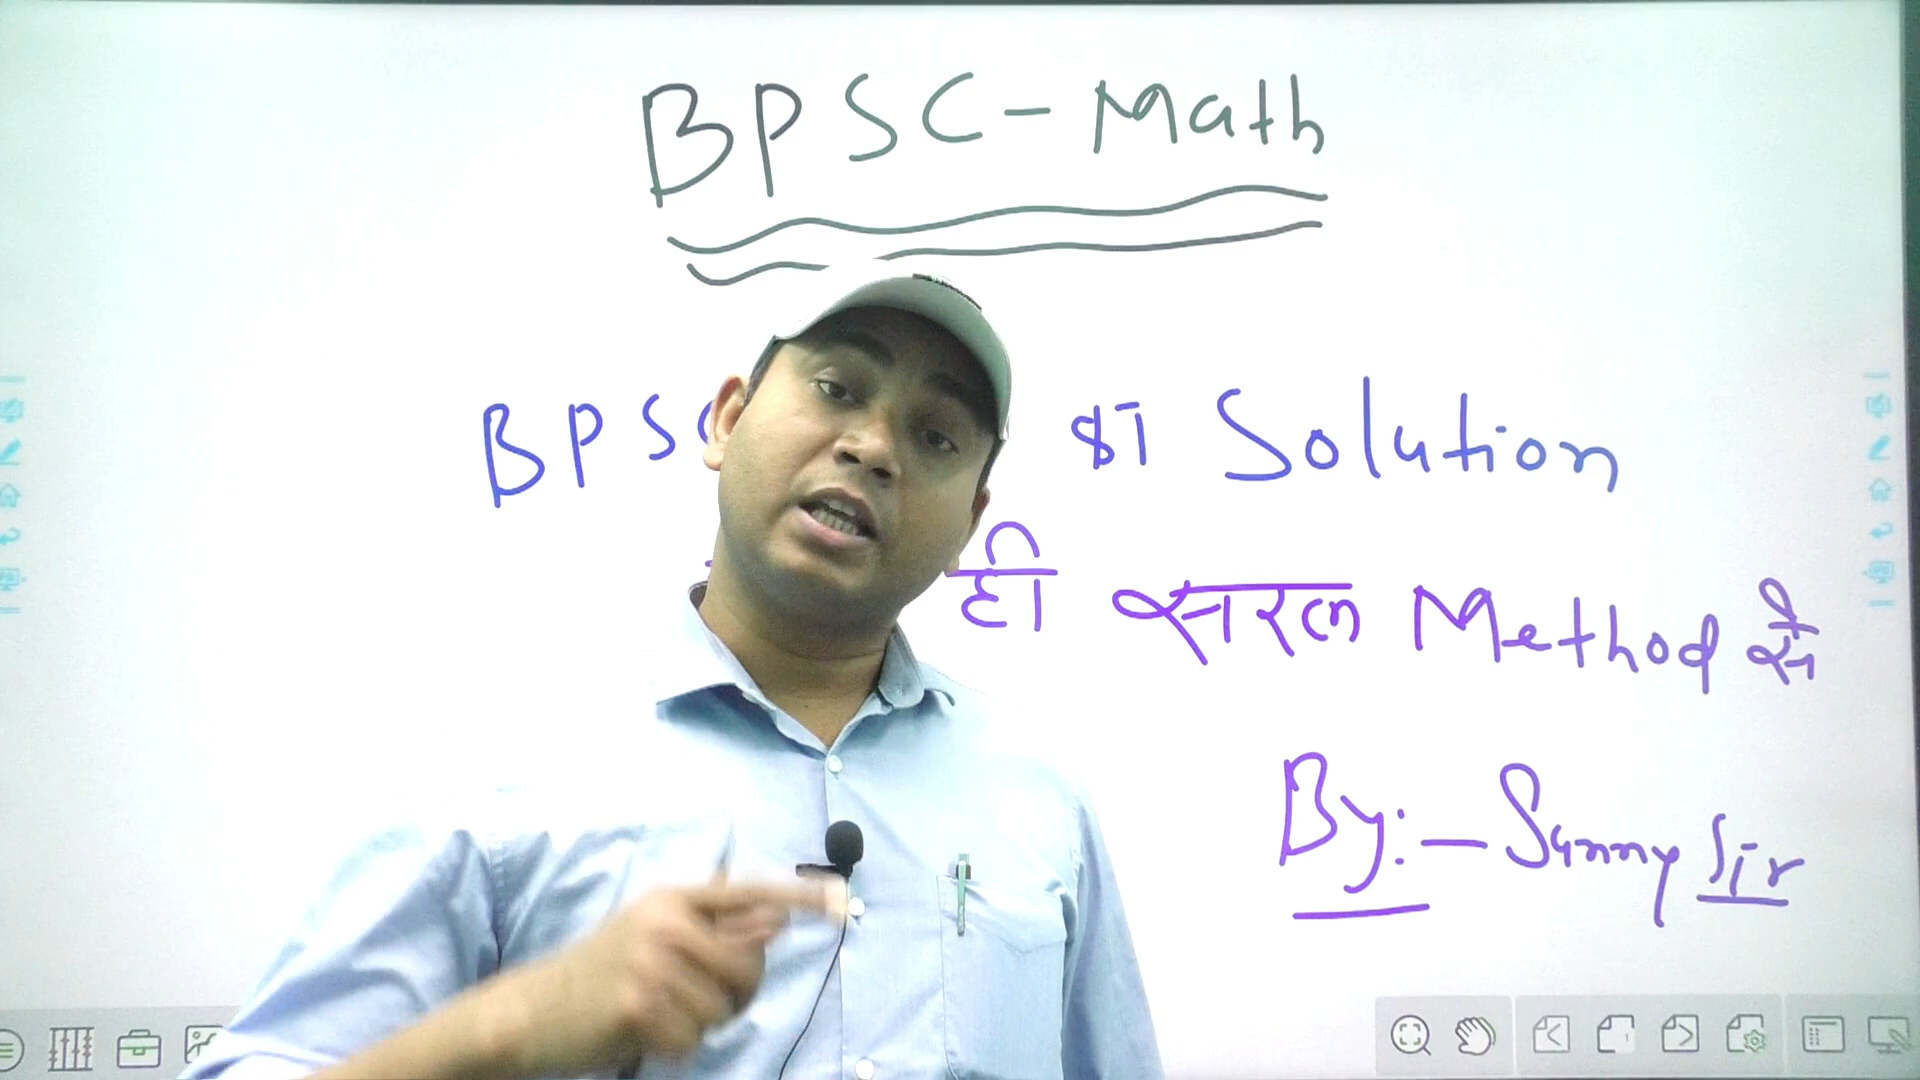 BPSC-Math
BPSC का Solution
ही सरल Method से
By:- Sunny Sir